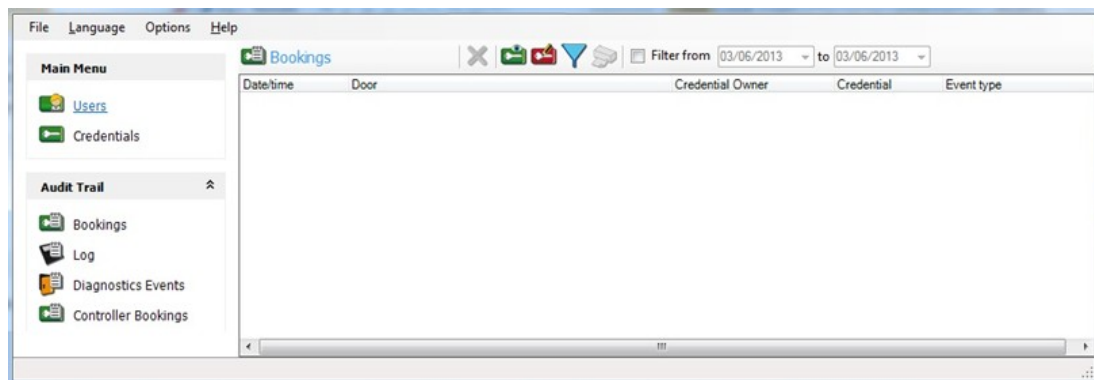 File Language Options Help
Main Menu
Users
Credentials
Audit Trail
Bookings
Log
Diagnostics Events
Controller Bookings
Bookings
Filter from 03/06/2013 to 03/06/2013
Date/time Door Credential Owner Credential Event type